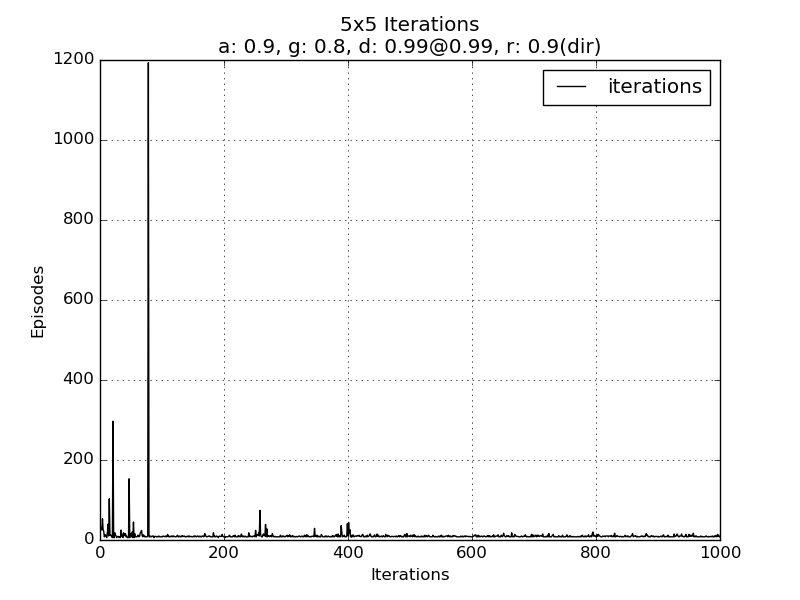 5x5 Iterations
a: 0.9, g: 0.8, d: 0.99@0.99, r: 0.9(dir)
iterations
1200
1000
800
600
400
200
0
Episodes
0 200 400 600 800 1000
Iterations